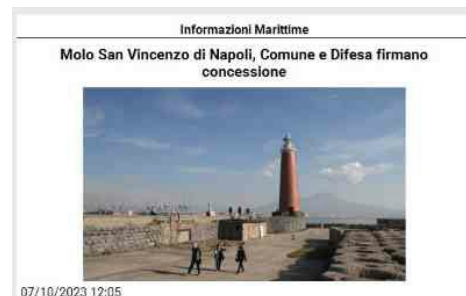 Informazioni Marittime
Molo San Vincenzo di Napoli, Comune e Difesa firmano
concessione
07/10/2023 12:05